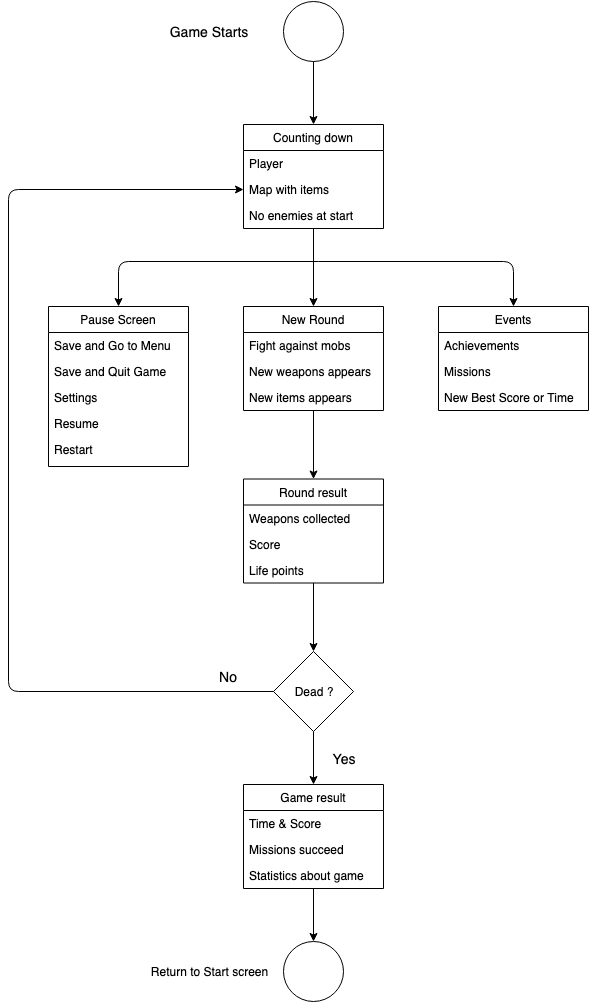 Game Starts
Counting down
Player
Map with items
No enemies at start
Pause Screen
Save and Go to Menu
Save and Quit Game
Settings
Resume
Restart
New Round
Fight against mobs
New weapons appears
New items appears
Events
Achievements
Missions
New Best Score or Time
Round result
Weapons collected
Score
Life points
Dead ?
No
Yes
Game result
Time & Score
Missions succeed
Statistics about game
Return to Start screen